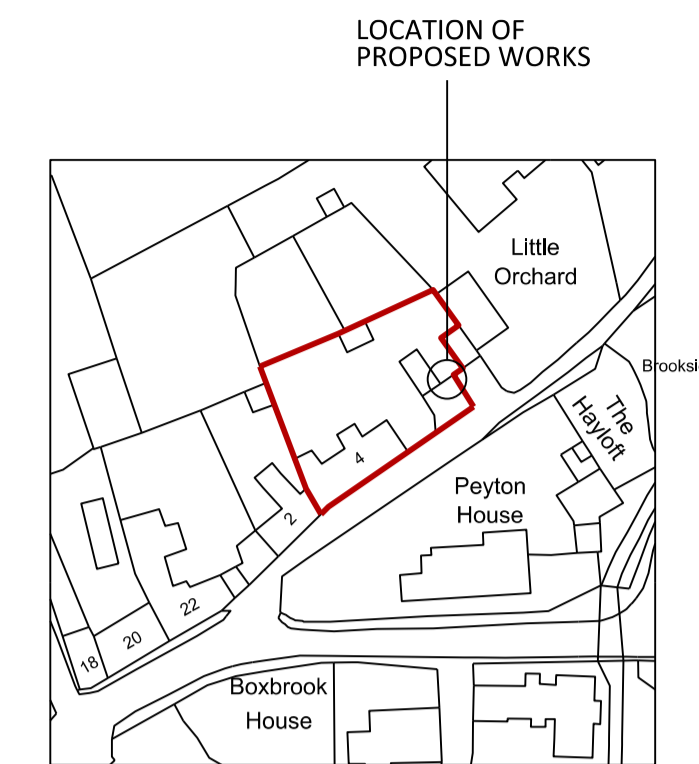 LOCATION OF
PROPOSED WORKS
Little
Orchard
Brooksi
The
Hayloft
4
Peyton
House
2
22
20
18
Boxbrook
House